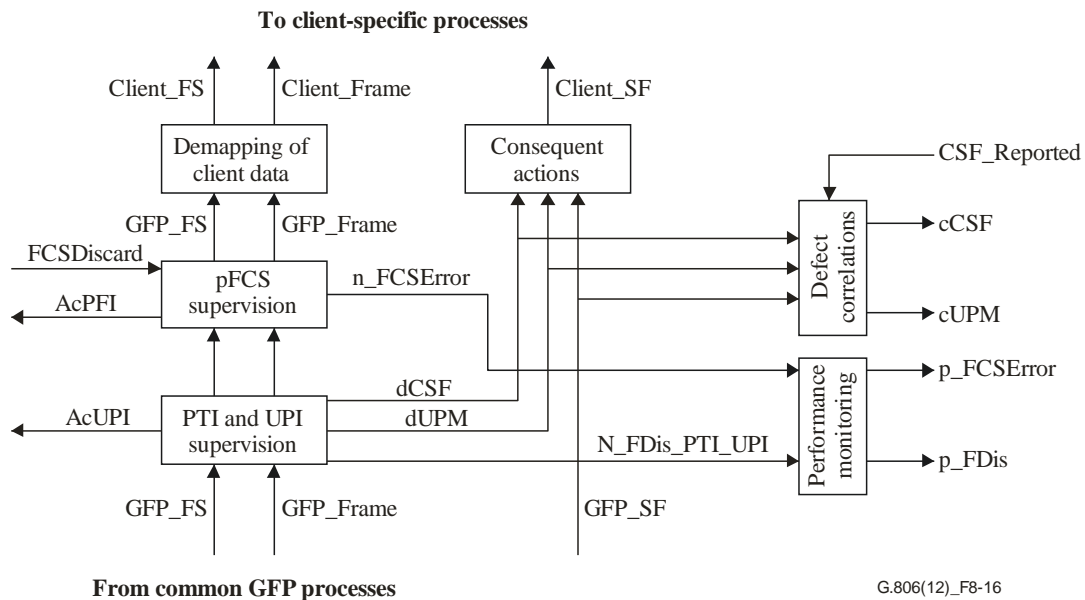 To client-specific processes
Client_FS
Client_Frame
Client_SF
Demapping of
client data
Consequent
actions
CSF_Reported
GFP_FS
GFP_Frame
cCSF
FCSDiscard
pFCS
supervision
n_FCSError
Defect
correlations
AcPFI
cUPM
dCSF
p_FCSError
AcUPI
PTI and UPI
supervision
dUPM
N_FDis_PTI_UPI
Performance
monitoring
p_FDis
GFP_FS
GFP_Frame
GFP_SF
From common GFP processes
G.806(12)_F8-16